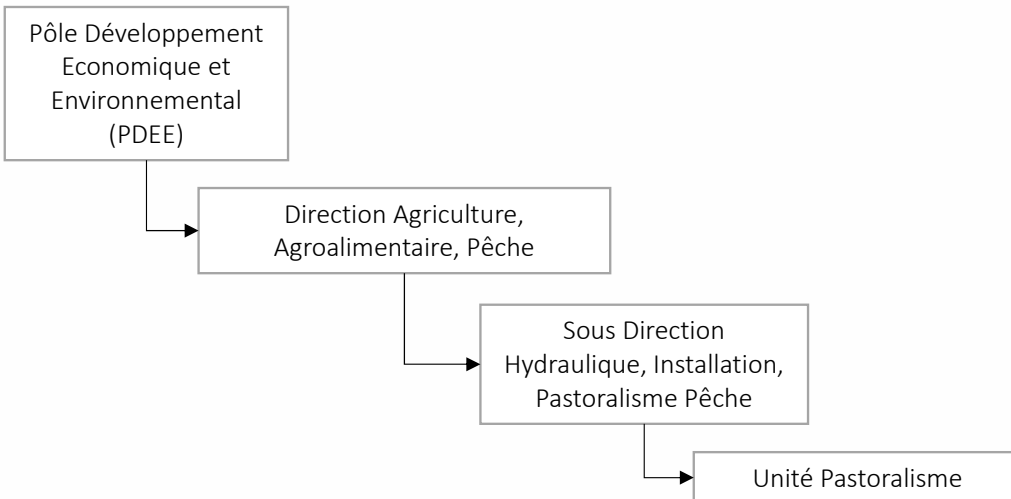 Pôle Développement
Economique et
Environnemental
(PDEE)
Direction Agriculture,
Agroalimentaire, Pêche
Sous Direction
Hydraulique, Installation,
Pastoralisme Pêche
Unité Pastoralisme